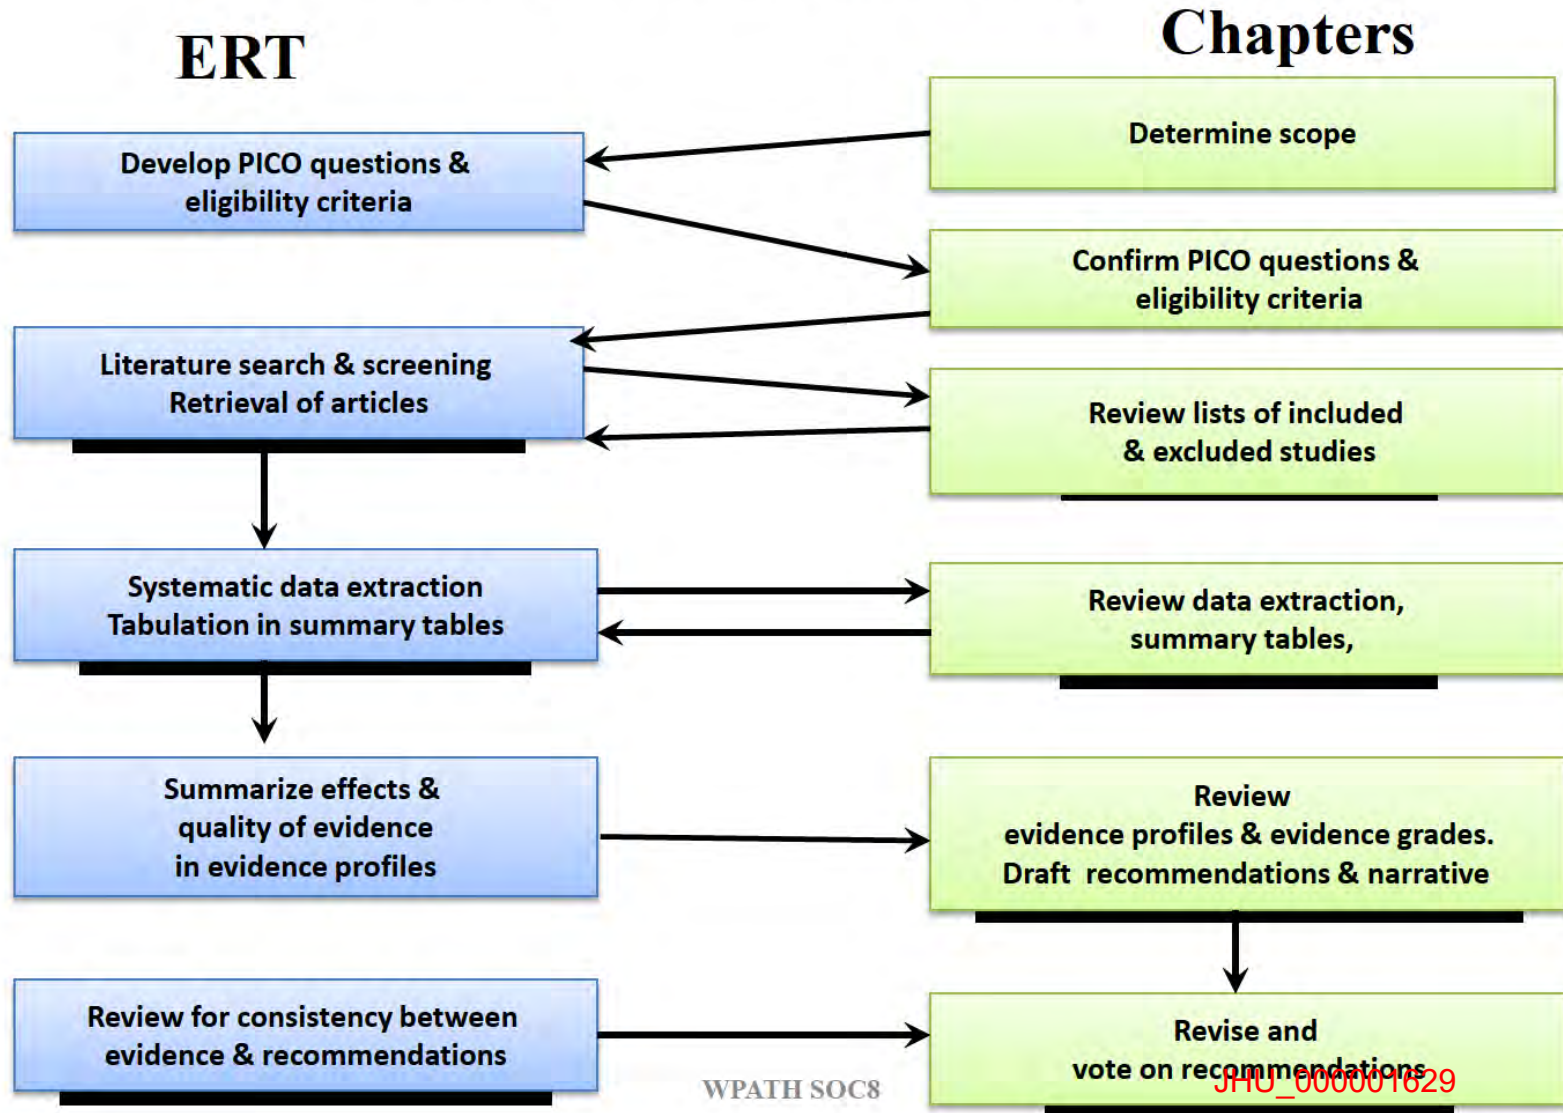 ERT
Chapters
Determine scope
Develop PICO questions &
eligibility criteria
Confirm PICO questions &
eligibility criteria
Literature search & screening
Retrieval of articles
Review lists of included
& excluded studies
Systematic data extraction
Tabulation in summary tables
Review data extraction,
summary tables,
Summarize effects &
quality of evidence
in evidence profiles
Review
evidence profiles & evidence grades.
Draft recommendations & narrative
Review for consistency between
evidence & recommendations
Revise and
vote on recommendations
WPATH SOC8
JHU_000001629